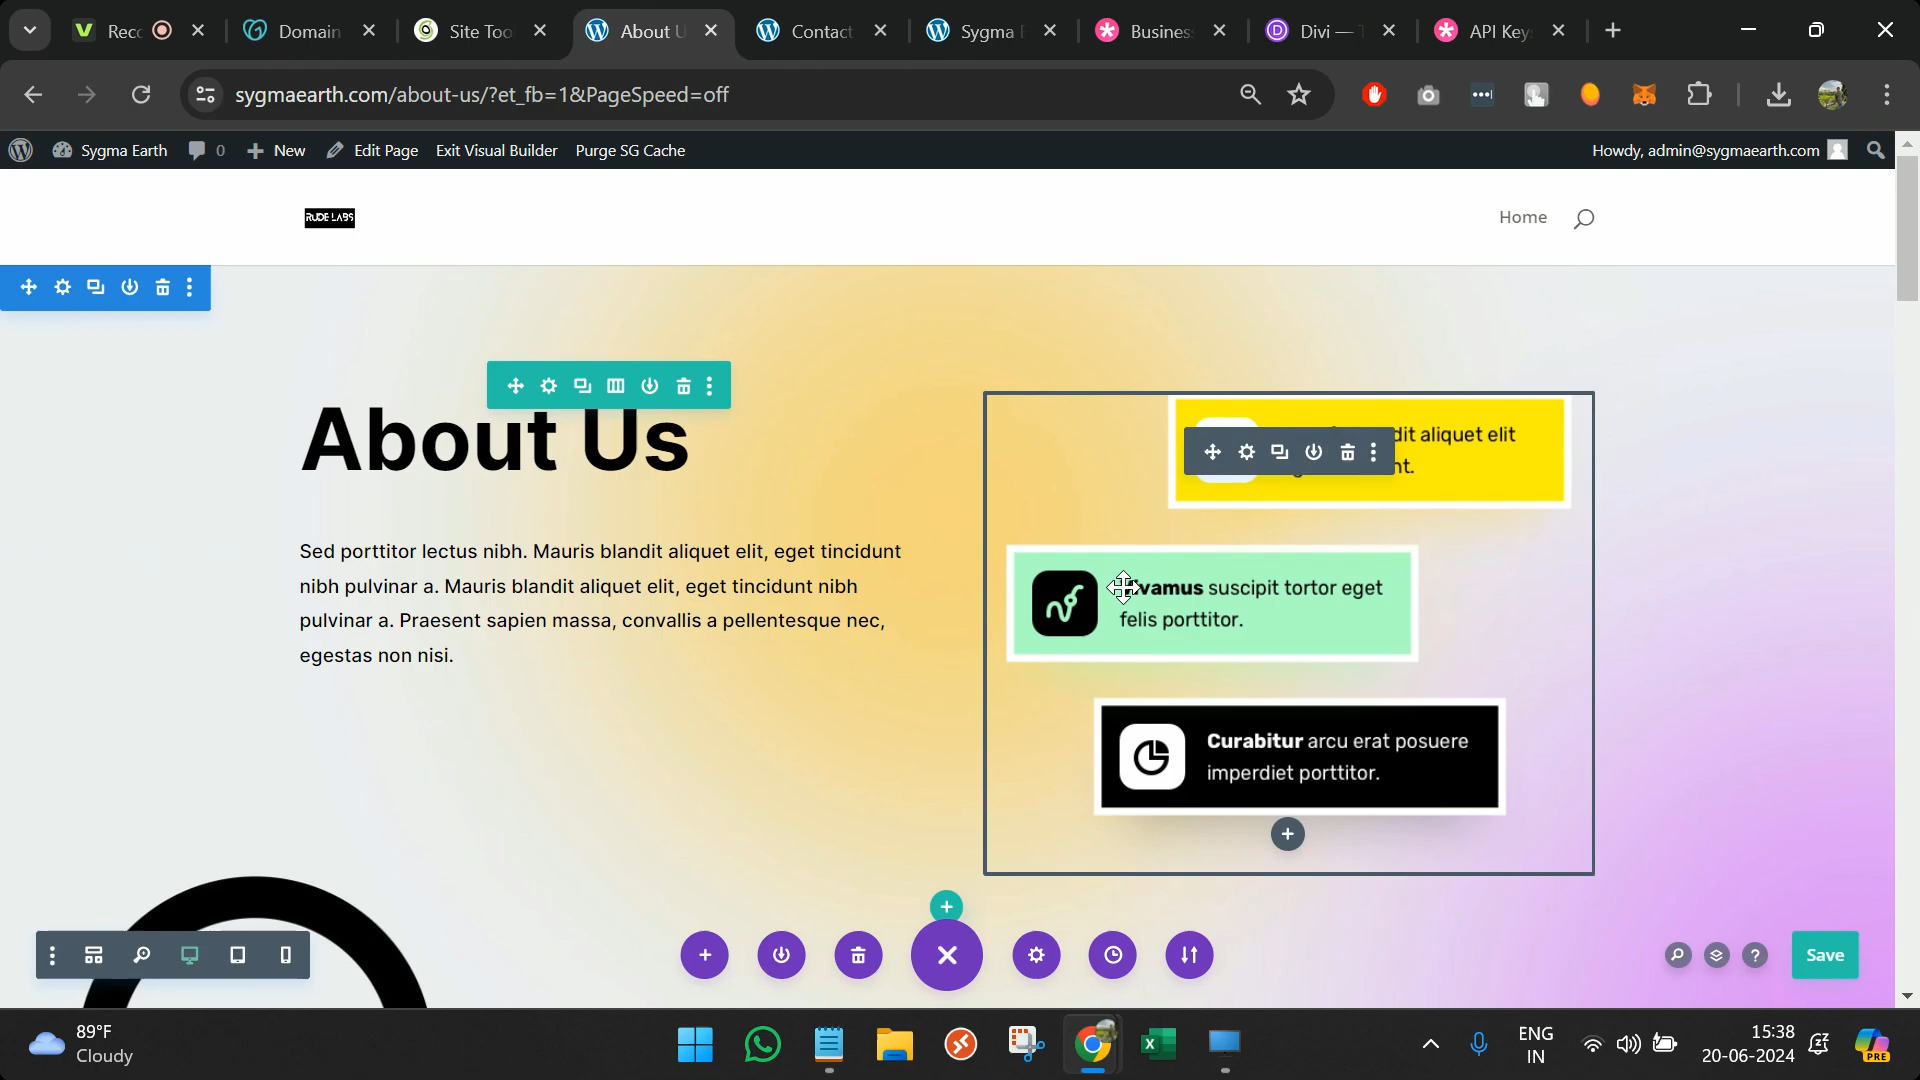 Rec
Domain
Site Too
About U
Contact
Sygma
Busines
Divi —
API Key
sygmaearth.com/about-us/?et_fb=1&PageSpeed=off
Sygma Earth
0
New
Edit Page
Exit Visual Builder
Purge SG Cache
Howdy, admin@sygmaearth.com
RUDE LABS
Home
About Us
dit aliquet elit
nt.
Sed porttitor lectus nibh. Mauris blandit aliquet elit, eget tincidunt
nibh pulvinar a. Mauris blandit aliquet elit, eget tincidunt nibh
pulvinar a. Praesent sapien massa, convallis a pellentesque nec,
egestas non nisi.
Vivamus suscipit tortor eget
felis porttitor.
Curabitur arcu erat posuere
imperdiet porttitor.
Save
89°F
Cloudy
ENG
IN
15:38
20-06-2024
PRE